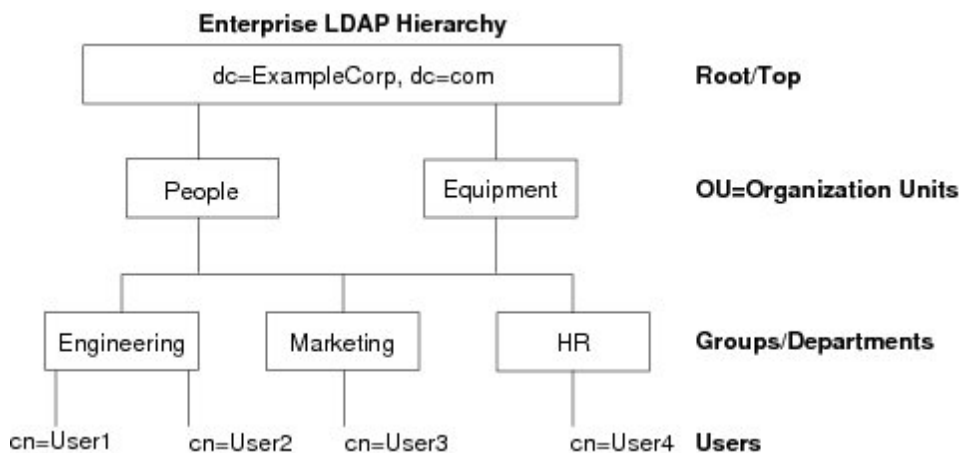 Enterprise LDAP Hierarchy
dc=ExampleCorp, dc=com
Root/Top
People
Equipment
OU=Organization Units
Engineering
Marketing
HR
Groups/Departments
cn=User1
cn=User2
cn=User3
cn=User4
Users